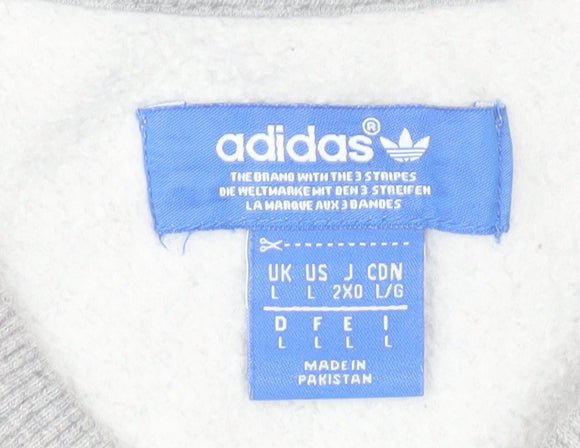 adidas®
THE BRAND WITH THE 3 STRIPES
DIE WELTMARKE MIT DEN 3 STREIFEN
LA MARQUE AUX 3 BANDES
UK US J CDN
L L 2XO L/G
D F E I
L L L L
MADE IN
PAKISTAN